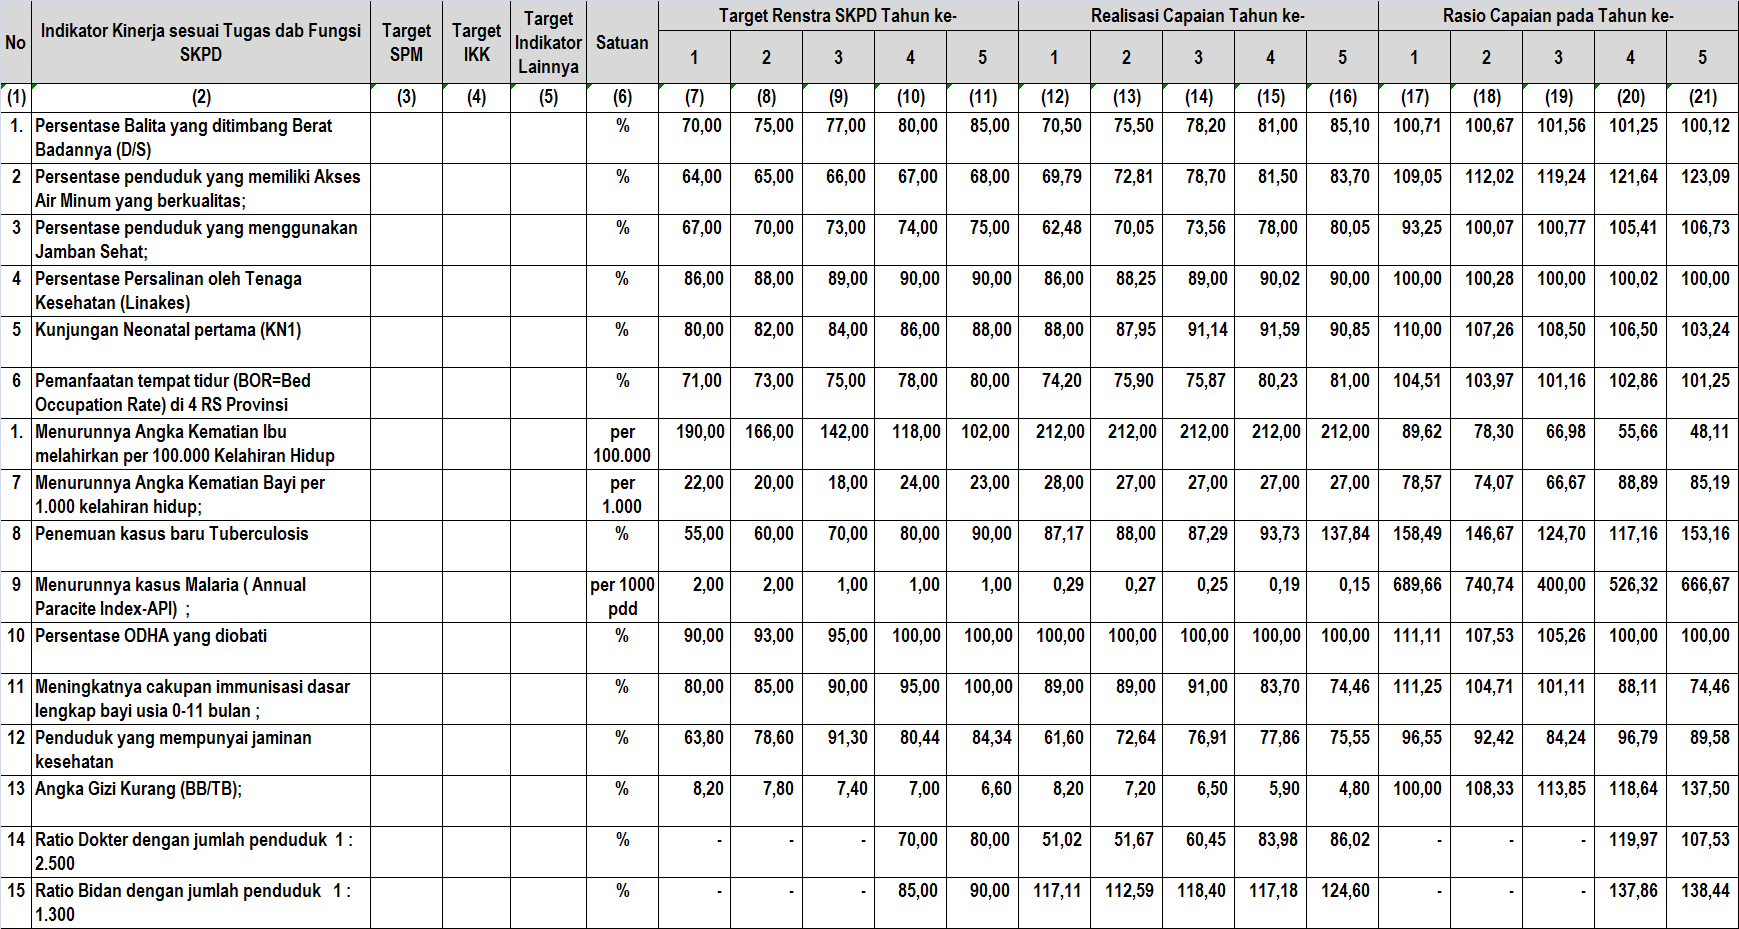 No Indikator Kinerja sesuai Tugas dab Fungsi SKPD Target SPM Target IKK Target Indikator Lainnya Satuan Target Renstra SKPD Tahun ke- Realisasi Capaian Tahun ke- Rasio Capaian pada Tahun ke-
1 2 3 4 5 1 2 3 4 5 1 2 3 4 5
(1) (2) (3) (4) (5) (6) (7) (8) (9) (10) (11) (12) (13) (14) (15) (16) (17) (18) (19) (20) (21)
1. Persentase Balita yang ditimbang Berat % 70,00 75,00 77,00 80,00 85,00 70,50 75,50 78,20 81,00 85,10 100,71 100,67 101,56 101,25 100,12
Badannya (D/S)
2 Persentase penduduk yang memiliki Akses % 64,00 65,00 66,00 67,00 68,00 69,79 72,81 78,70 81,50 83,70 109,05 112,02 119,24 121,64 123,09
Air Minum yang berkualitas;
3 Persentase penduduk yang menggunakan % 67,00 70,00 73,00 74,00 75,00 62,48 70,05 73,56 78,00 80,05 93,25 100,07 100,77 105,41 106,73
Jamban Sehat;
4 Persentase Persalinan oleh Tenaga % 86,00 88,00 89,00 90,00 90,00 86,00 88,25 89,00 90,02 90,00 100,00 100,28 100,00 100,02 100,00
Kesehatan (Linakes)
5 Kunjungan Neonatal pertama (KN1) % 80,00 82,00 84,00 86,00 88,00 88,00 87,95 91,14 91,59 90,85 110,00 107,26 108,50 106,50 103,24
6 Pemanfaatan tempat tidur (BOR=Bed % 71,00 73,00 75,00 78,00 80,00 74,20 75,90 75,87 80,23 81,00 104,51 103,97 101,16 102,86 101,25
Occupation Rate) di 4 RS Provinsi
1. Menurunnya Angka Kematian Ibu per 190,00 166,00 142,00 118,00 102,00 212,00 212,00 212,00 212,00 212,00 89,62 78,30 66,98 55,66 48,11
melahirkan per 100.000 Kelahiran Hidup 100.000
7 Menurunnya Angka Kematian Bayi per per 22,00 20,00 18,00 24,00 23,00 28,00 27,00 27,00 27,00 27,00 78,57 74,07 66,67 88,89 85,19
1.000 kelahiran hidup; 1.000
8 Penemuan kasus baru Tuberculosis % 55,00 60,00 70,00 80,00 90,00 87,17 88,00 87,29 93,73 137,84 158,49 146,67 124,70 117,16 153,16
9 Menurunnya kasus Malaria ( Annual per 1000 2,00 2,00 1,00 1,00 1,00 0,29 0,27 0,25 0,19 0,15 689,66 740,74 400,00 526,32 666,67
Paracite Index-API) ; pdd
10 Persentase ODHA yang diobati % 90,00 93,00 95,00 100,00 100,00 100,00 100,00 100,00 100,00 100,00 111,11 107,53 105,26 100,00 100,00
11 Meningkatnya cakupan immunisasi dasar % 80,00 85,00 90,00 95,00 100,00 89,00 89,00 91,00 83,70 74,46 111,25 104,71 101,11 88,11 74,46
lengkap bayi usia 0-11 bulan ;
12 Penduduk yang mempunyai jaminan % 63,80 78,60 91,30 80,44 84,34 61,60 72,64 76,91 77,86 75,55 96,55 92,42 84,24 96,79 89,58
kesehatan
13 Angka Gizi Kurang (BB/TB); % 8,20 7,80 7,40 7,00 6,60 8,20 7,20 6,50 5,90 4,80 100,00 108,33 113,85 118,64 137,50
14 Ratio Dokter dengan jumlah penduduk 1 : % - - - 70,00 80,00 51,02 51,67 60,45 83,98 86,02 - - - 119,97 107,53
2.500
15 Ratio Bidan dengan jumlah penduduk 1 : % - - - 85,00 90,00 117,11 112,59 118,40 117,18 124,60 - - - 137,86 138,44
1.300